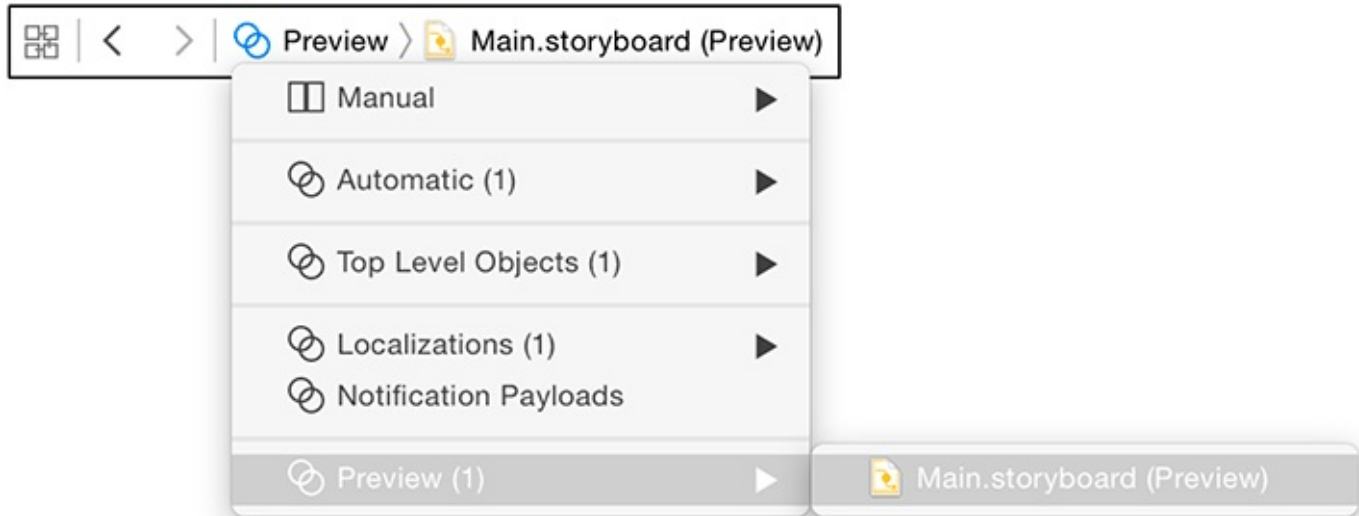 Preview Main.storyboard (Preview)
Manual
Automatic (1)
Top Level Objects (1)
Localizations (1)
Notification Payloads
Preview (1) Main.storyboard (Preview)